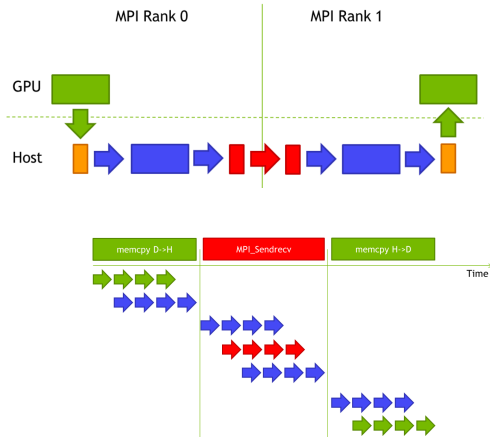 MPI Rank 0 MPI Rank 1
GPU
Host
memcpy D->H MPI_Sendrecv memcpy H->D
Time